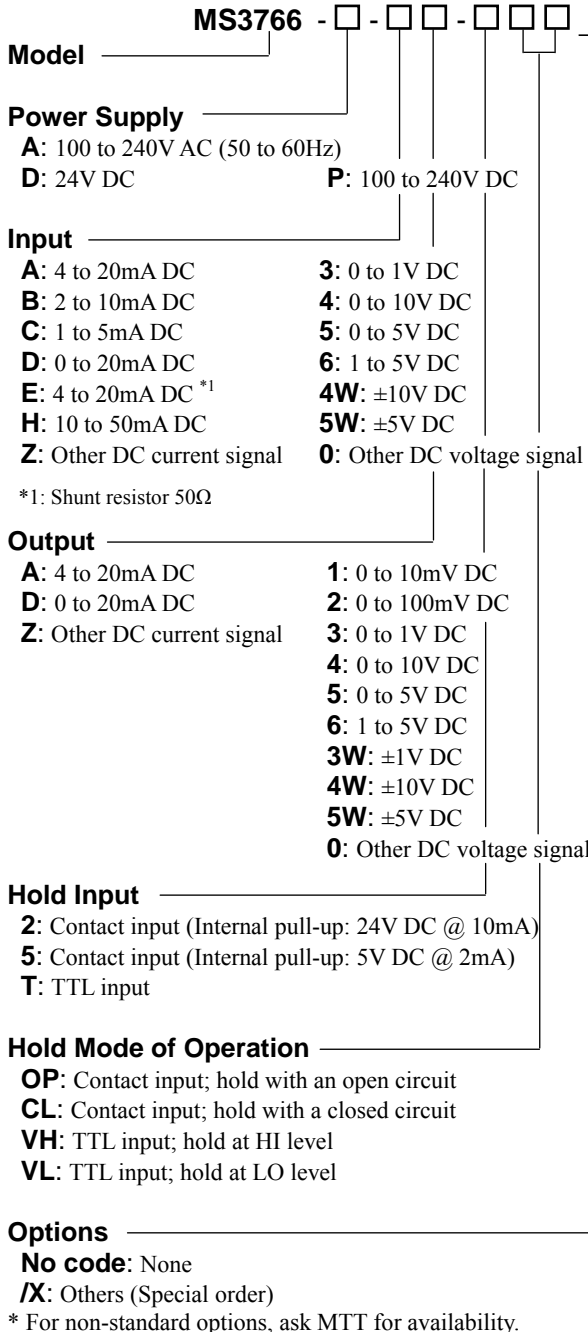 MS3766 - □ - □ □ - □ □ □
Model
Power Supply
A: 100 to 240V AC (50 to 60Hz)
D: 24V DC P: 100 to 240V DC
Input
A: 4 to 20mA DC 3: 0 to 1V DC
B: 2 to 10mA DC 4: 0 to 10V DC
C: 1 to 5mA DC 5: 0 to 5V DC
D: 0 to 20mA DC 6: 1 to 5V DC
E: 4 to 20mA DC *1 4W: ±10V DC
H: 10 to 50mA DC 5W: ±5V DC
Z: Other DC current signal 0: Other DC voltage signal
*1: Shunt resistor 50Ω
Output
A: 4 to 20mA DC 1: 0 to 10mV DC
D: 0 to 20mA DC 2: 0 to 100mV DC
Z: Other DC current signal 3: 0 to 1V DC
4: 0 to 10V DC
5: 0 to 5V DC
6: 1 to 5V DC
3W: ±1V DC
4W: ±10V DC
5W: ±5V DC
0: Other DC voltage signal
Hold Input
2: Contact input (Internal pull-up: 24V DC @ 10mA)
5: Contact input (Internal pull-up: 5V DC @ 2mA)
T: TTL input
Hold Mode of Operation
OP: Contact input; hold with an open circuit
CL: Contact input; hold with a closed circuit
VH: TTL input; hold at HI level
VL: TTL input; hold at LO level
Options
No code: None
/X: Others (Special order)
* For non-standard options, ask MTT for availability.